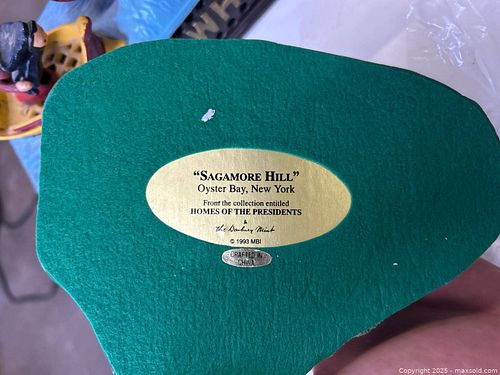 “SAGAMORE HILL”
Oyster Bay, New York
From the collection entitled
HOMES OF THE PRESIDENTS
The Danbury Mint
© 1993 MBI
CRAFTED IN
CHINA
Copyright 2025 - maxsold.com